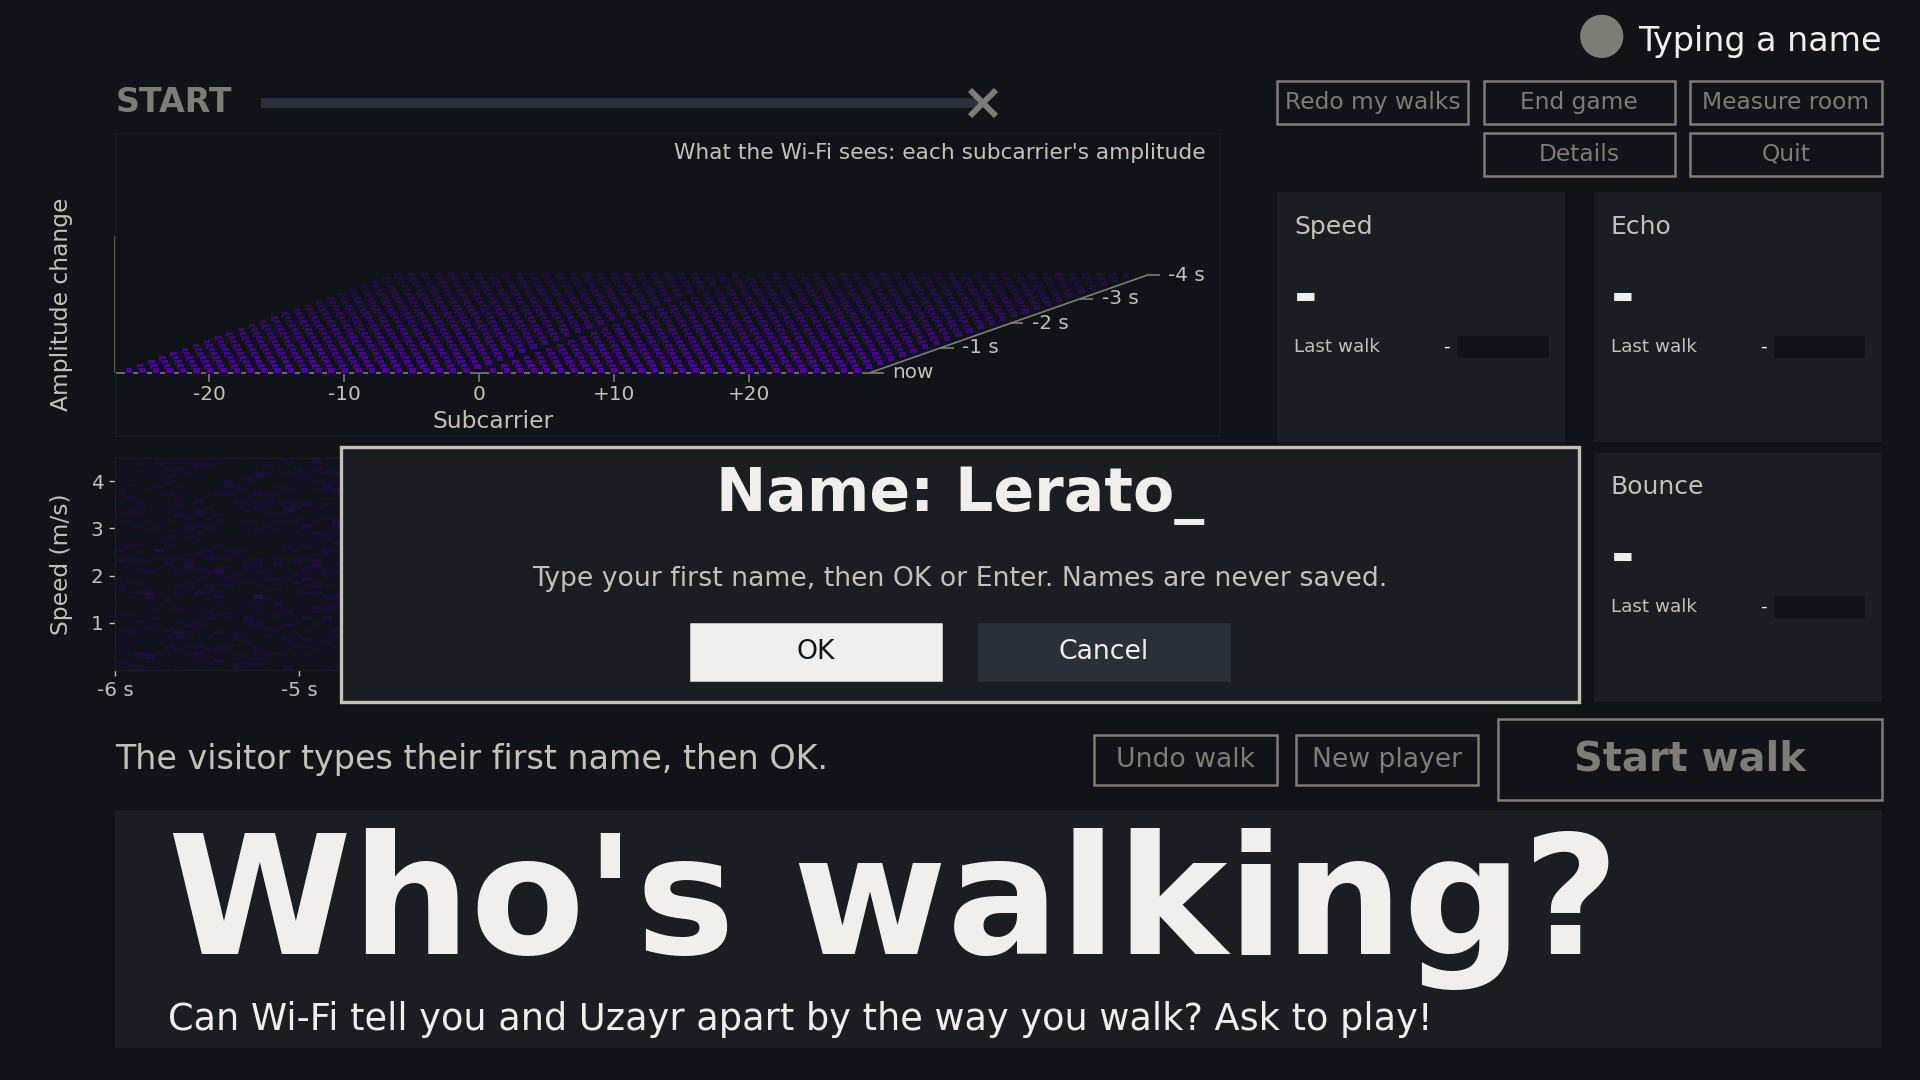 Typing a name
START
Redo my walks
End game
Measure room
Details
Quit
What the Wi-Fi sees: each subcarrier's amplitude
Amplitude change
-4 s
-3 s
-2 s
-1 s
now
-20
-10
0
+10
+20
Subcarrier
Speed
-
Last walk -
Echo
-
Last walk -
Speed (m/s)
4
3
2
1
-6 s
-5 s
Name: Lerato_
Type your first name, then OK or Enter. Names are never saved.
OK
Cancel
Bounce
-
Last walk -
The visitor types their first name, then OK.
Undo walk
New player
Start walk
Who's walking?
Can Wi-Fi tell you and Uzayr apart by the way you walk? Ask to play!